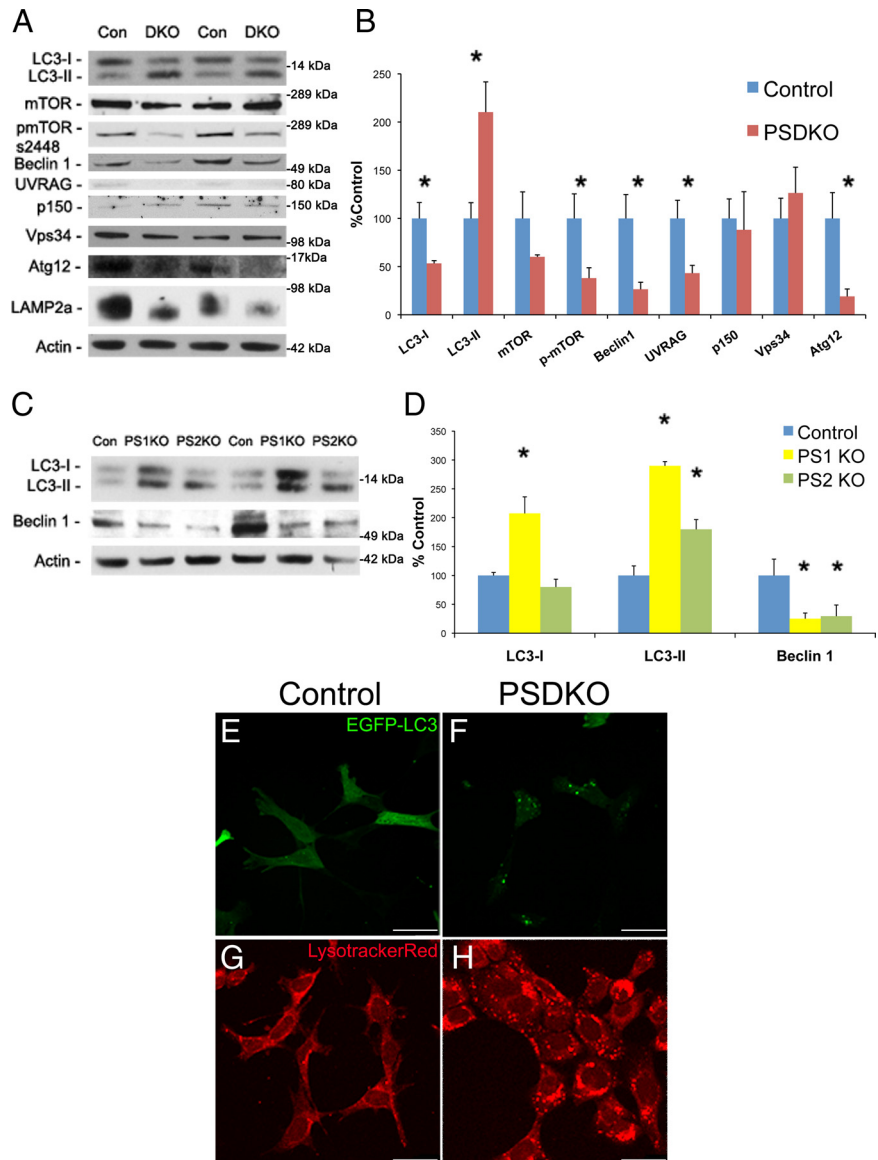 A
Con DKO Con DKO
LC3-I -
LC3-II -
-14 kDa
mTOR -
-289 kDa
pmTOR -
s2448
-289 kDa
Beclin 1 -
-49 kDa
UVRAG -
-80 kDa
p150 -
-150 kDa
Vps34 -
-98 kDa
Atg12 -
-17kDa
LAMP2a -
-98 kDa
Actin -
-42 kDa
B
%Control
250
200
150
100
50
0
* * * * * *
Control
PSDKO
LC3-I LC3-II mTOR p-mTOR Beclin1 UVRAG p150 Vps34 Atg12
C
Con PS1KO PS2KO Con PS1KO PS2KO
LC3-I -
LC3-II -
-14 kDa
Beclin 1 -
-49 kDa
Actin -
-42 kDa
D
% Control
350
300
250
200
150
100
50
0
* * * * *
Control
PS1 KO
PS2 KO
LC3-I LC3-II Beclin 1
Control PSDKO
E EGFP-LC3
F
G LysotrackerRed
H